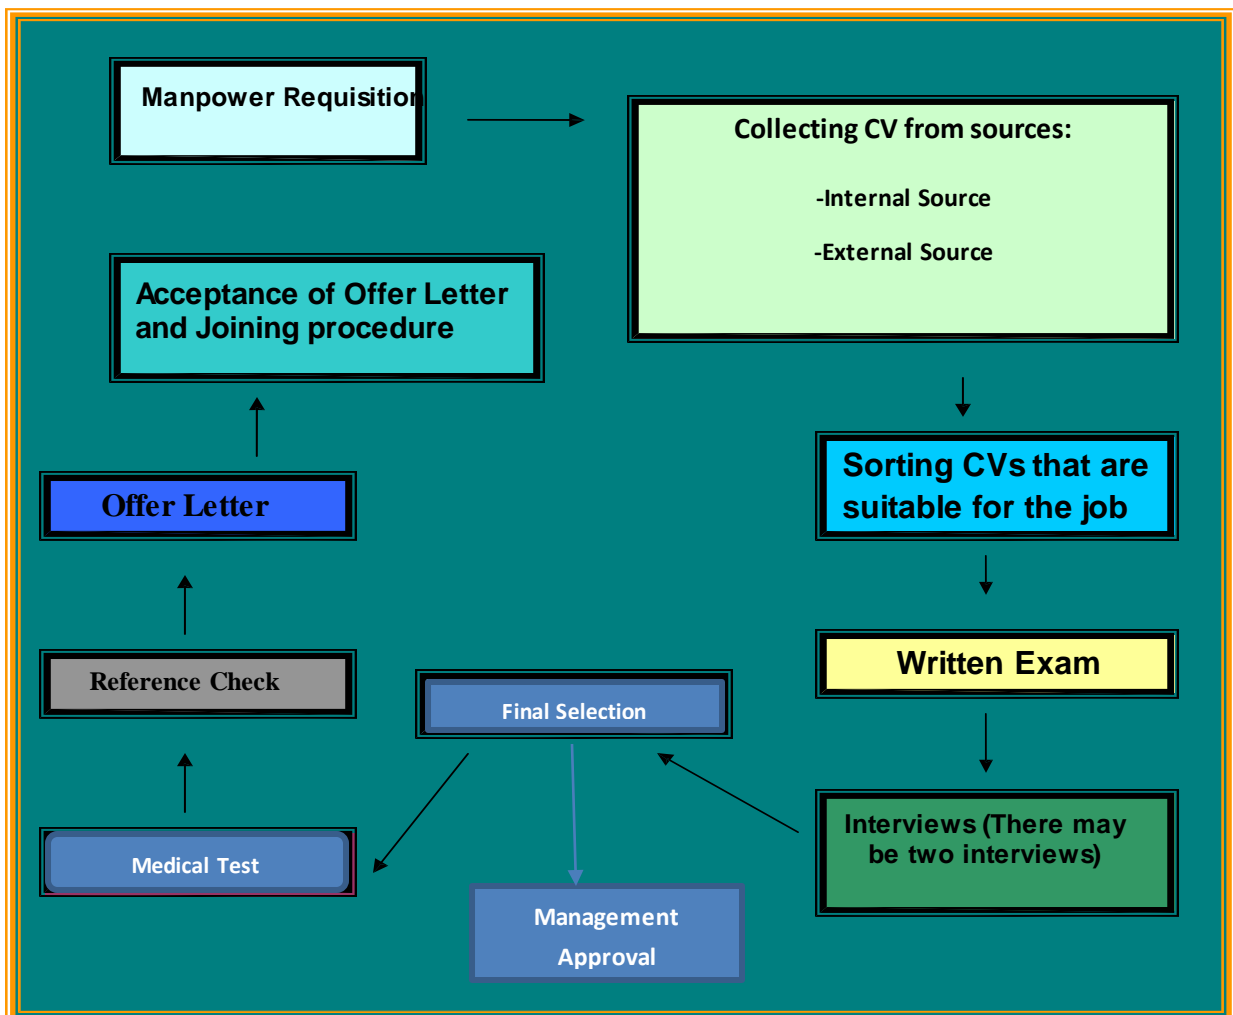 Manpower Requisition
Collecting CV from sources:
-Internal Source
-External Source
Acceptance of Offer Letter
and Joining procedure
Sorting CVs that are
suitable for the job
Offer Letter
Written Exam
Reference Check
Final Selection
Interviews (There may
be two interviews)
Medical Test
Management
Approval